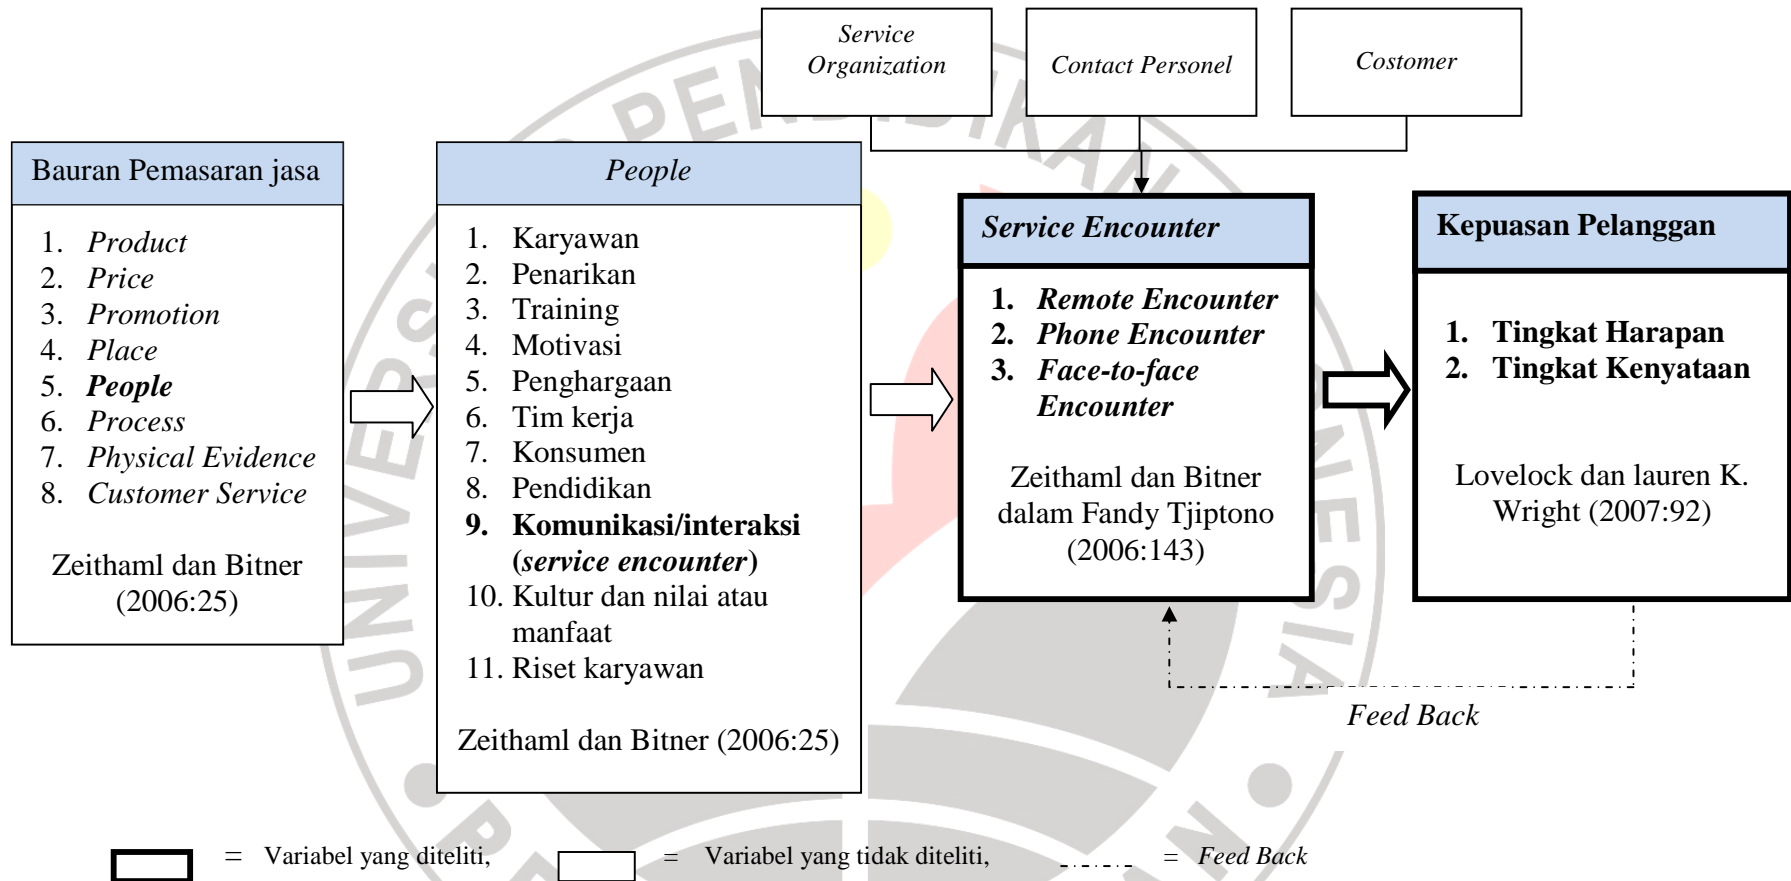 Service
Organization
Contact Personel
Costomer
Bauran Pemasaran jasa
1. Product
2. Price
3. Promotion
4. Place
5. People
6. Process
7. Physical Evidence
8. Customer Service
Zeithaml dan Bitner
(2006:25)
People
1. Karyawan
2. Penarikan
3. Training
4. Motivasi
5. Penghargaan
6. Tim kerja
7. Konsumen
8. Pendidikan
9. Komunikasi/interaksi
(service encounter)
10. Kultur dan nilai atau
manfaat
11. Riset karyawan
Zeithaml dan Bitner (2006:25)
Service Encounter
1. Remote Encounter
2. Phone Encounter
3. Face-to-face
Encounter
Zeithaml dan Bitner
dalam Fandy Tjiptono
(2006:143)
Kepuasan Pelanggan
1. Tingkat Harapan
2. Tingkat Kenyataan
Lovelock dan lauren K.
Wright (2007:92)
Feed Back
= Variabel yang diteliti,
= Variabel yang tidak diteliti,
= Feed Back